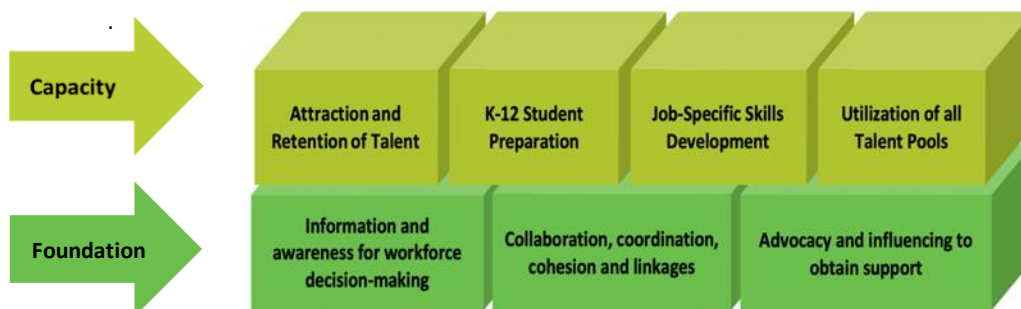 .
Capacity
Attraction and
Retention of Talent
K-12 Student
Preparation
Job-Specific Skills
Development
Utilization of all
Talent Pools
Foundation
Information and
awareness for workforce
decision-making
Collaboration, coordination,
cohesion and linkages
Advocacy and influencing to
obtain support